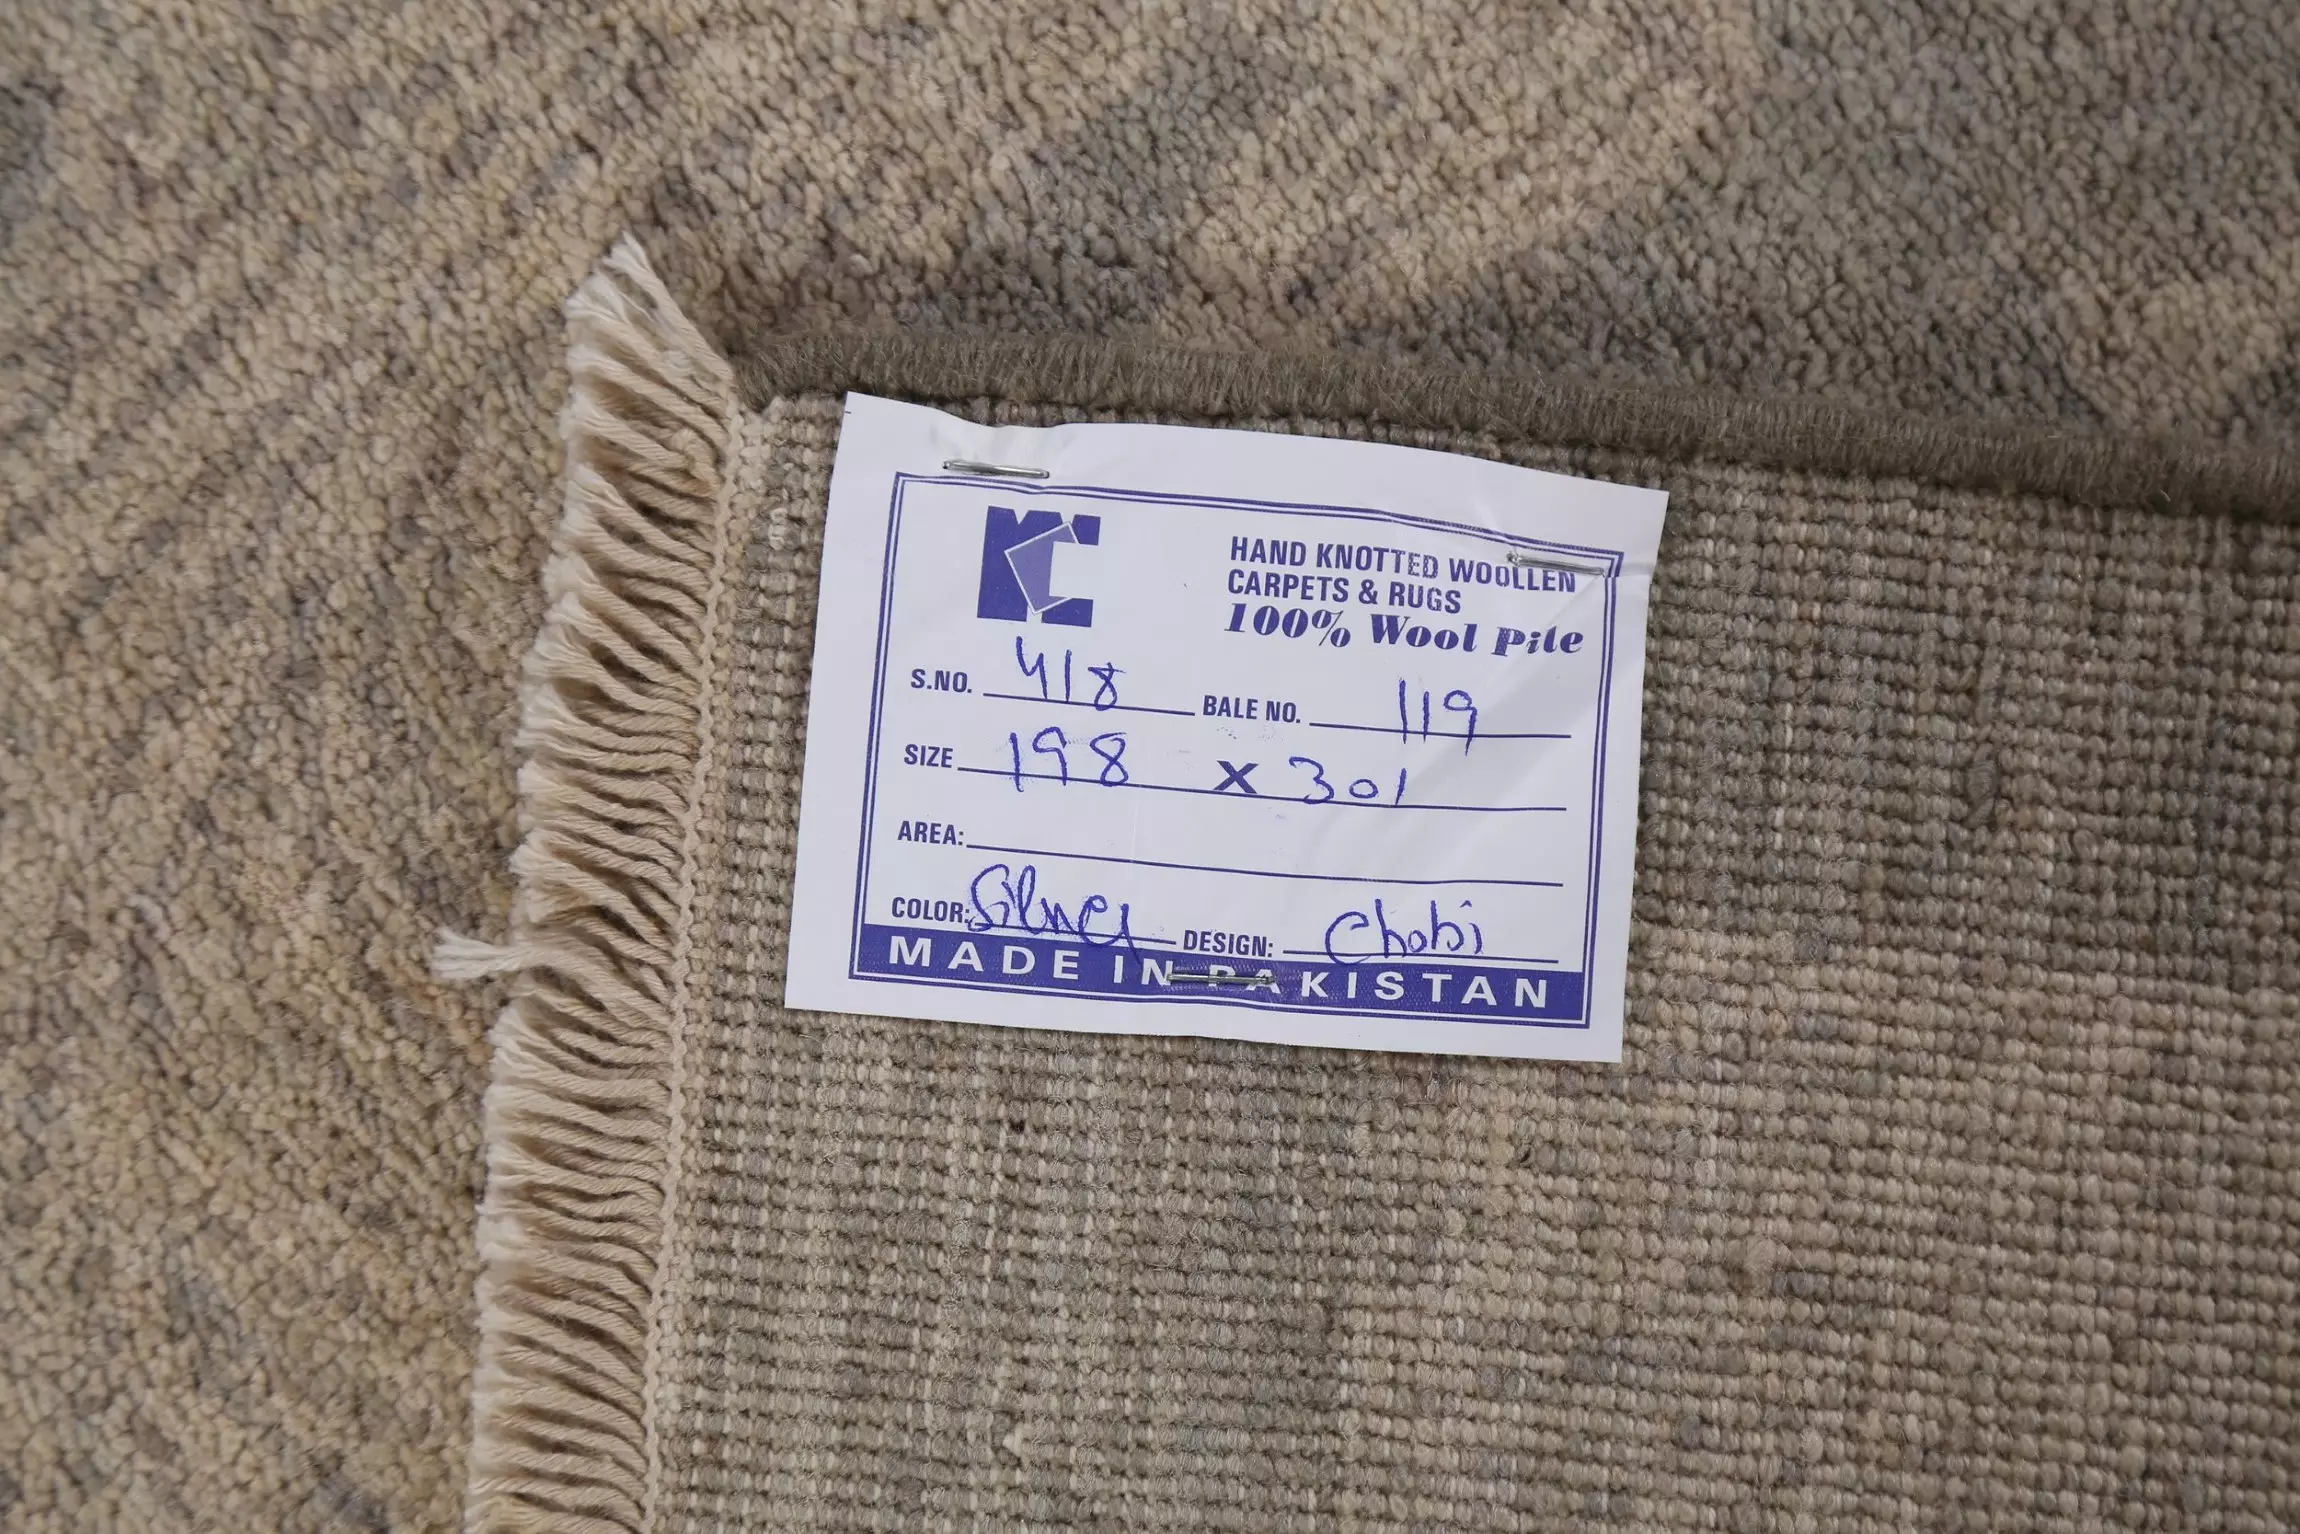 KC
HAND KNOTTED WOOLLEN
CARPETS & RUGS
100% Wool Pile
S.NO. 418 BALE NO. 119
SIZE 198 X 301
AREA:
COLOR: Silver DESIGN: Chobi
MADE IN PAKISTAN